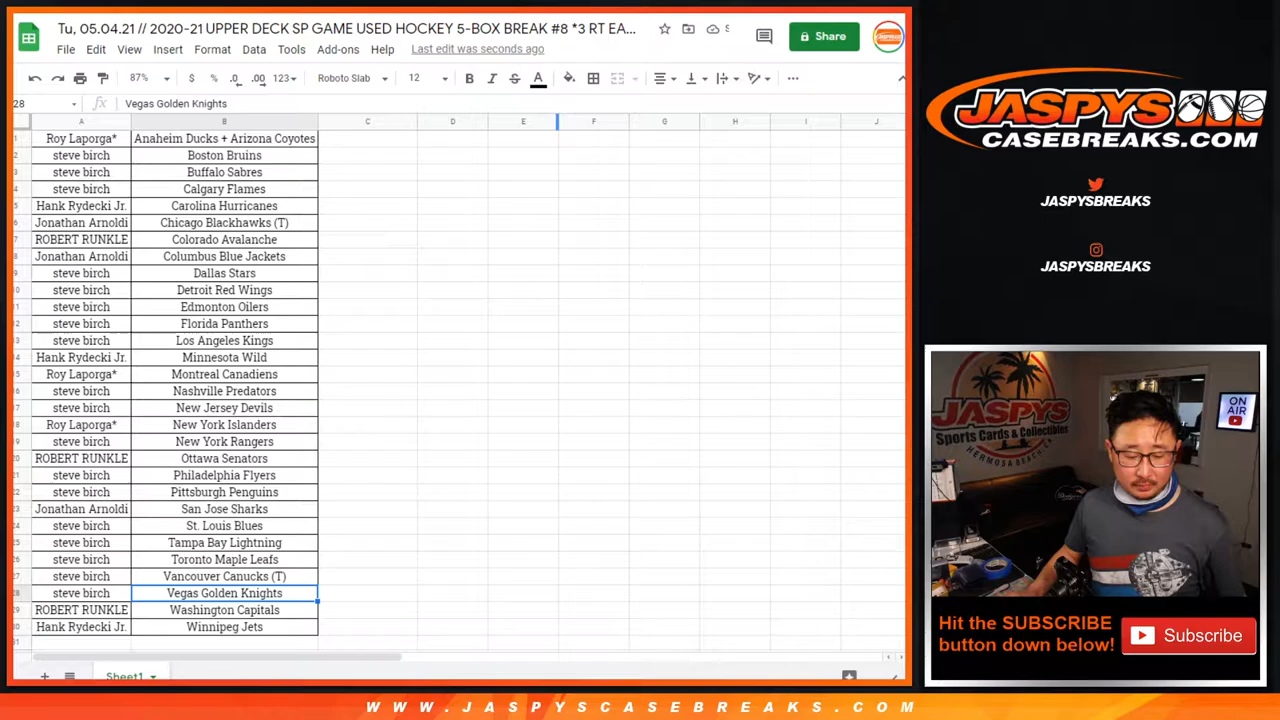 Tu, 05.04.21 // 2020-21 UPPER DECK SP GAME USED HOCKEY 5-BOX BREAK #8 *3 RT EA...
S
Share
File Edit View Insert Format Data Tools Add-ons Help Last edit was seconds ago
87% $ % .0 .00 123 Roboto Slab 12 B I S A
28 fx Vegas Golden Knights
A B C D E F G H I J
1 Roy Laporga* Anaheim Ducks + Arizona Coyotes
2 steve birch Boston Bruins
3 steve birch Buffalo Sabres
4 steve birch Calgary Flames
5 Hank Rydecki Jr. Carolina Hurricanes
6 Jonathan Arnoldi Chicago Blackhawks (T)
7 ROBERT RUNKLE Colorado Avalanche
8 Jonathan Arnoldi Columbus Blue Jackets
9 steve birch Dallas Stars
10 steve birch Detroit Red Wings
11 steve birch Edmonton Oilers
12 steve birch Florida Panthers
13 steve birch Los Angeles Kings
14 Hank Rydecki Jr. Minnesota Wild
15 Roy Laporga* Montreal Canadiens
16 steve birch Nashville Predators
17 steve birch New Jersey Devils
18 Roy Laporga* New York Islanders
19 steve birch New York Rangers
20 ROBERT RUNKLE Ottawa Senators
21 steve birch Philadelphia Flyers
22 steve birch Pittsburgh Penguins
23 Jonathan Arnoldi San Jose Sharks
24 steve birch St. Louis Blues
25 steve birch Tampa Bay Lightning
26 steve birch Toronto Maple Leafs
27 steve birch Vancouver Canucks (T)
28 steve birch Vegas Golden Knights
29 ROBERT RUNKLE Washington Capitals
30 Hank Rydecki Jr. Winnipeg Jets
31
Sheet1
JASPYS
CASEBREAKS.COM
JASPYSBREAKS
JASPYSBREAKS
JASPYS
Sports Cards & Collectibles
HERMOSA BEACH, CA
ON
AIR
Hit the SUBSCRIBE
button down below!
Subscribe
WWW.JASPYSCASEBREAKS.COM